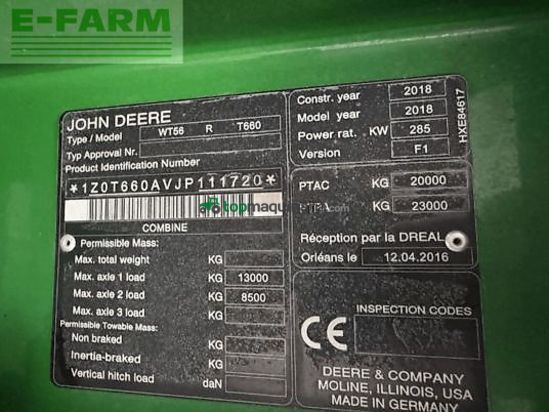 E-FARM
JOHN DEERE
Type / Model WT56 R T660
Typ Approval Nr.
Product Identification Number
*1Z0T660AVJP111720*
COMBINE
Permissible Mass:
Max. total weight KG
Max. axle 1 load KG 13000
Max. axle 2 load KG 8500
Max. axle 3 load KG
Permissible Towable Mass:
Non braked KG
Inertia-braked KG
Vertical hitch load daN
Constr. year 2018
Model year 2018
Power rat. KW 285
Version F1
HXE84617
PTAC KG 20000
KG 23000
Réception par la DREAL
Orléans le 12.04.2016
CE
INSPECTION CODES
DEERE & COMPANY
MOLINE, ILLINOIS, USA
MADE IN GERMANY